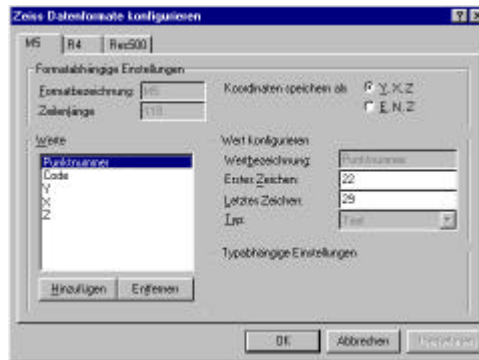 Zeiss Datenformate konfigurieren
M5 R4 Rec500
Formatabhängige Einstellungen
Formatbezeichnung: M5
Zeilenlänge
Koordinaten speichern als
Y, X, Z
E, N, Z
Werte
Punktnummer
Code
Y
X
Z
Hinzufügen Entfernen
Wert Konfigurieren
Wertbezeichnung: Punktnummer
Erstes Zeichen: 22
Letztes Zeichen: 29
Typ: Text
Typabhängige Einstellungen
OK Abbrechen Übernehmen